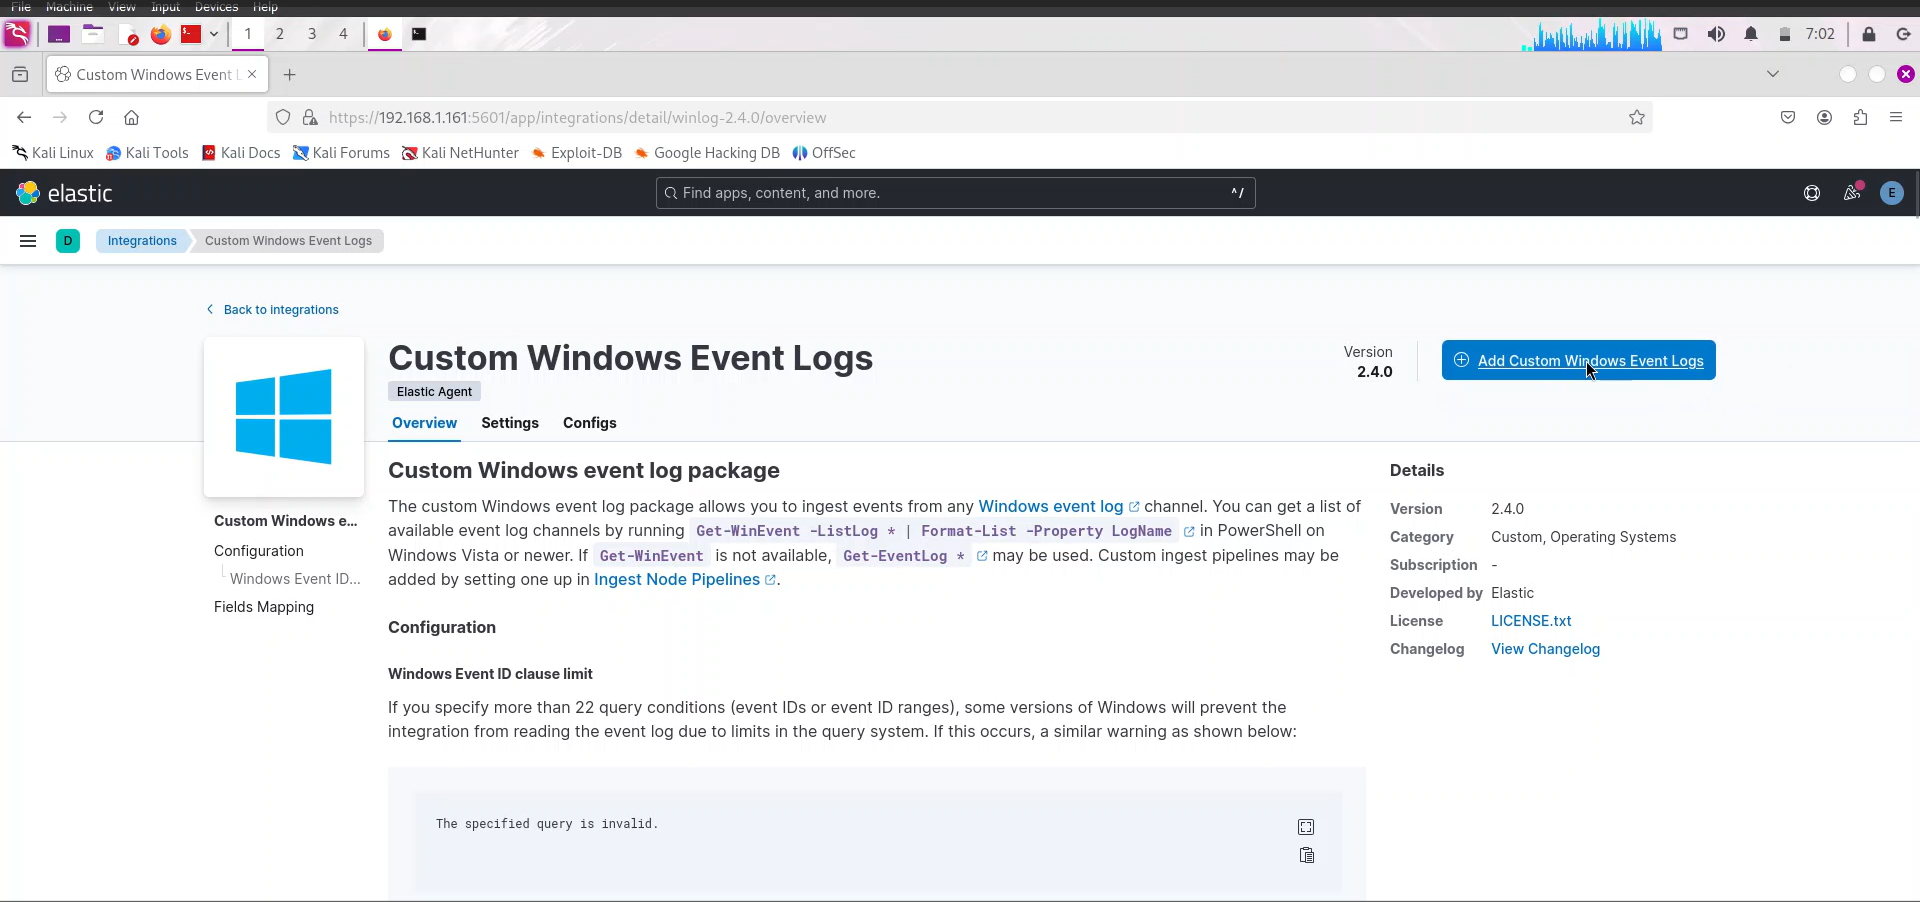 File Machine View Input Devices Help
1 2 3 4 7:02
Custom Windows Event L
https://192.168.1.161:5601/app/integrations/detail/winlog-2.4.0/overview
Kali Linux Kali Tools Kali Docs Kali Forums Kali NetHunter Exploit-DB Google Hacking DB OffSec
elastic Find apps, content, and more. ^/ E
D Integrations Custom Windows Event Logs
Back to integrations
Custom Windows Event Logs
Elastic Agent
Version
2.4.0
Add Custom Windows Event Logs
Overview Settings Configs
Custom Windows e...
Configuration
Windows Event ID...
Fields Mapping
Custom Windows event log package
The custom Windows event log package allows you to ingest events from any Windows event log channel. You can get a list of
available event log channels by running Get-WinEvent -ListLog * | Format-List -Property LogName in PowerShell on
Windows Vista or newer. If Get-WinEvent is not available, Get-EventLog * may be used. Custom ingest pipelines may be
added by setting one up in Ingest Node Pipelines.
Configuration
Windows Event ID clause limit
If you specify more than 22 query conditions (event IDs or event ID ranges), some versions of Windows will prevent the
integration from reading the event log due to limits in the query system. If this occurs, a similar warning as shown below:
The specified query is invalid.
Details
Version 2.4.0
Category Custom, Operating Systems
Subscription -
Developed by Elastic
License LICENSE.txt
Changelog View Changelog